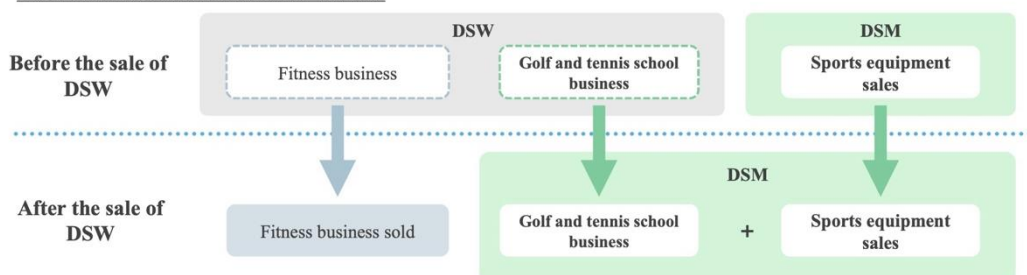 DSW
DSM
Before the sale of
DSW
Fitness business
Golf and tennis school
business
Sports equipment
sales
DSM
After the sale of
DSW
Fitness business sold
Golf and tennis school
business
+
Sports equipment
sales